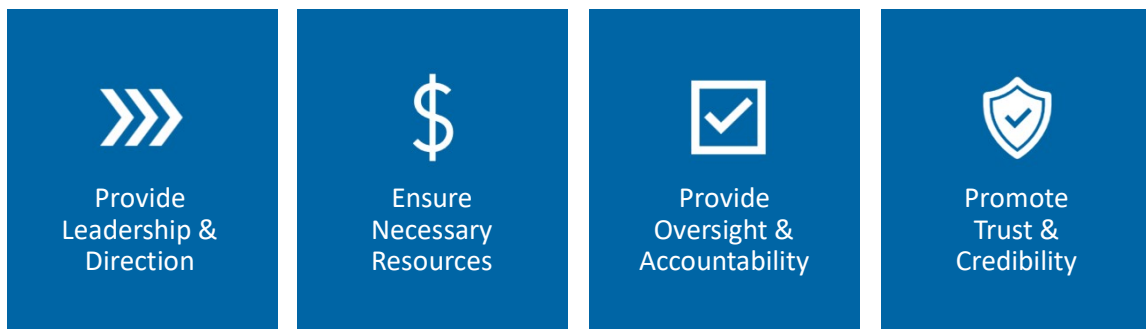 Provide
Leadership &
Direction
Ensure
Necessary
Resources
Provide
Oversight &
Accountability
Promote
Trust &
Credibility